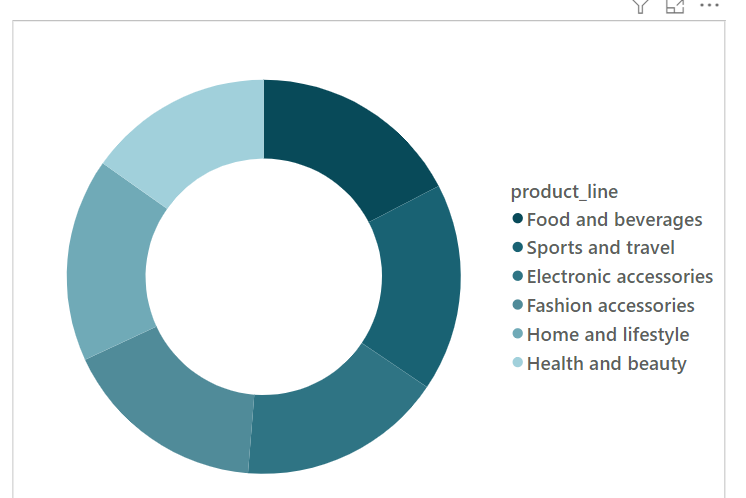 product_line
Food and beverages
Sports and travel
Electronic accessories
Fashion accessories
Home and lifestyle
Health and beauty